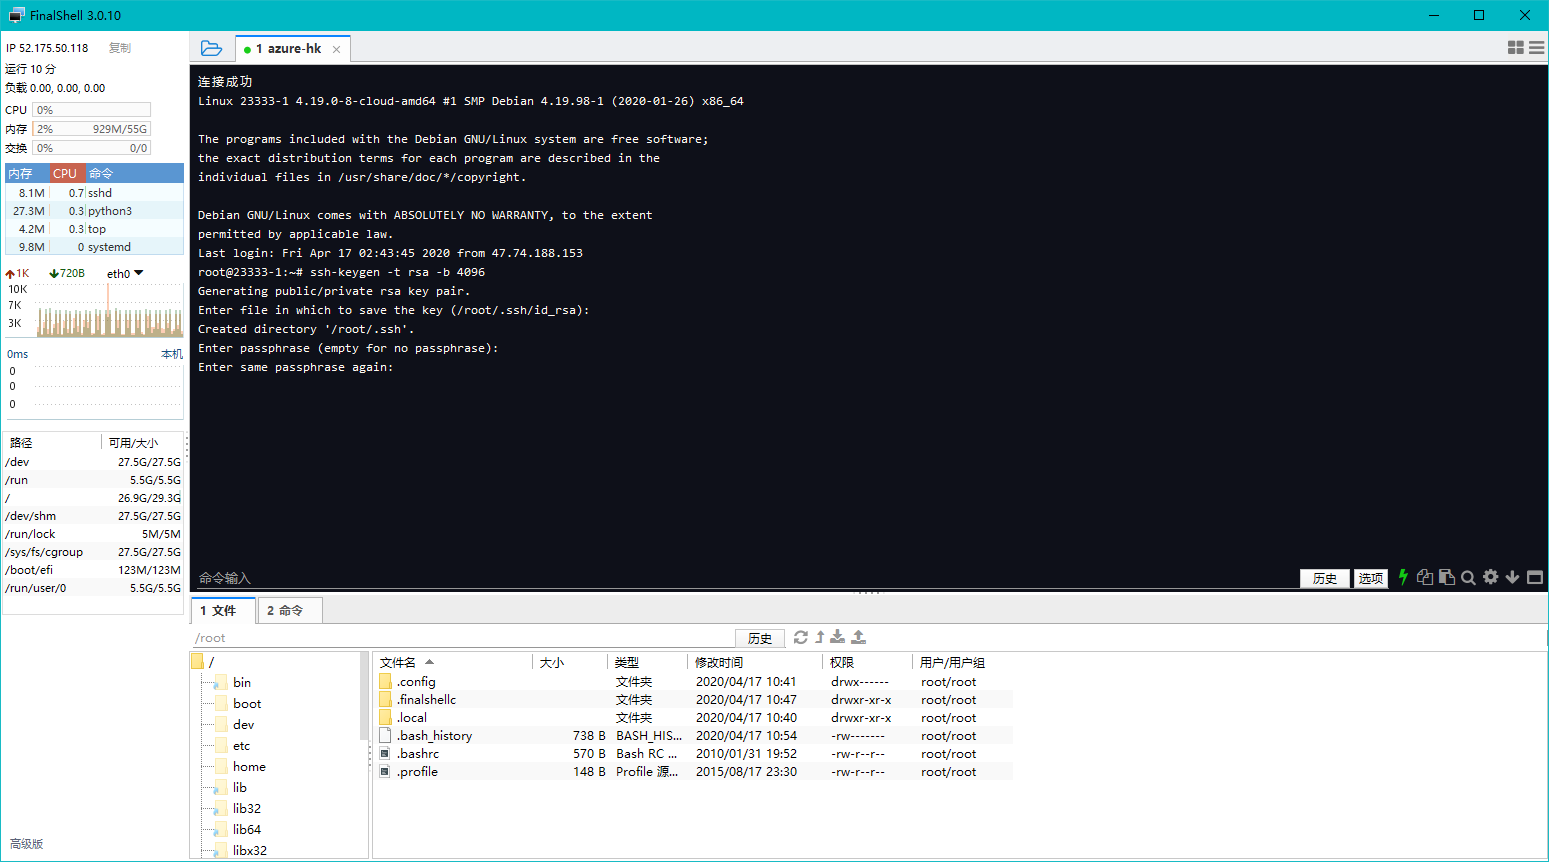 FinalShell 3.0.10
IP 52.175.50.118 复制
运行 10 分
负载 0.00, 0.00, 0.00
CPU 0%
内存 2% 929M/55G
交换 0% 0/0
内存 CPU 命令
8.1M 0.7 sshd
27.3M 0.3 python3
4.2M 0.3 top
9.8M 0 systemd
1K 720B eth0
10K
7K
3K
0ms 本机
0
0
0
路径 可用/大小
/dev 27.5G/27.5G
/run 5.5G/5.5G
/ 26.9G/29.3G
/dev/shm 27.5G/27.5G
/run/lock 5M/5M
/sys/fs/cgroup 27.5G/27.5G
/boot/efi 123M/123M
/run/user/0 5.5G/5.5G
高级版
1 azure-hk
连接成功
Linux 23333-1 4.19.0-8-cloud-amd64 #1 SMP Debian 4.19.98-1 (2020-01-26) x86_64
The programs included with the Debian GNU/Linux system are free software;
the exact distribution terms for each program are described in the
individual files in /usr/share/doc/*/copyright.
Debian GNU/Linux comes with ABSOLUTELY NO WARRANTY, to the extent
permitted by applicable law.
Last login: Fri Apr 17 02:43:45 2020 from 47.74.188.153
root@23333-1:~# ssh-keygen -t rsa -b 4096
Generating public/private rsa key pair.
Enter file in which to save the key (/root/.ssh/id_rsa):
Created directory '/root/.ssh'.
Enter passphrase (empty for no passphrase):
Enter same passphrase again:
命令输入 历史 选项
1 文件 2 命令
/root 历史
/
bin
boot
dev
etc
home
lib
lib32
lib64
libx32
文件名 大小 类型 修改时间 权限 用户/用户组
.config 文件夹 2020/04/17 10:41 drwx------ root/root
.finalshellc 文件夹 2020/04/17 10:47 drwxr-xr-x root/root
.local 文件夹 2020/04/17 10:40 drwxr-xr-x root/root
.bash_history 738 B BASH_HIS... 2020/04/17 10:54 -rw------- root/root
.bashrc 570 B Bash RC ... 2010/01/31 19:52 -rw-r--r-- root/root
.profile 148 B Profile 源... 2015/08/17 23:30 -rw-r--r-- root/root